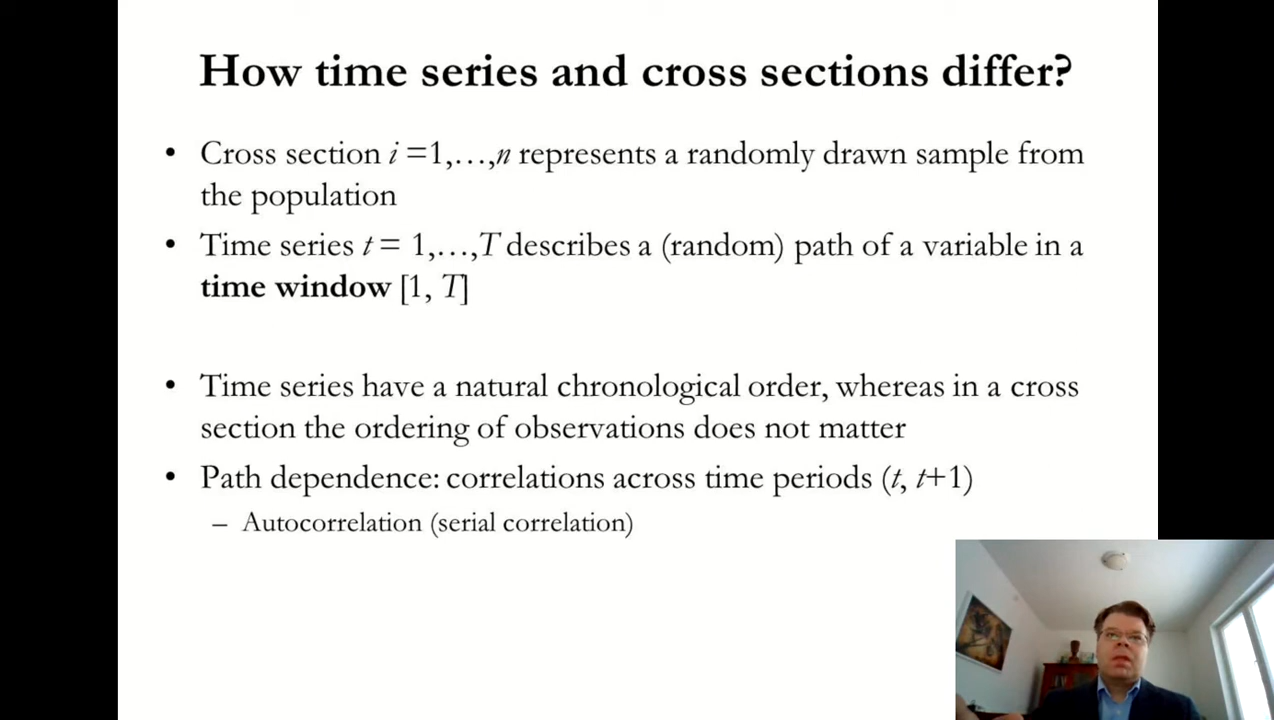 How time series and cross sections differ?
• Cross section i =1,…,n represents a randomly drawn sample from
the population
• Time series t = 1,…,T describes a (random) path of a variable in a
time window [1, T]
• Time series have a natural chronological order, whereas in a cross
section the ordering of observations does not matter
• Path dependence: correlations across time periods (t, t+1)
– Autocorrelation (serial correlation)